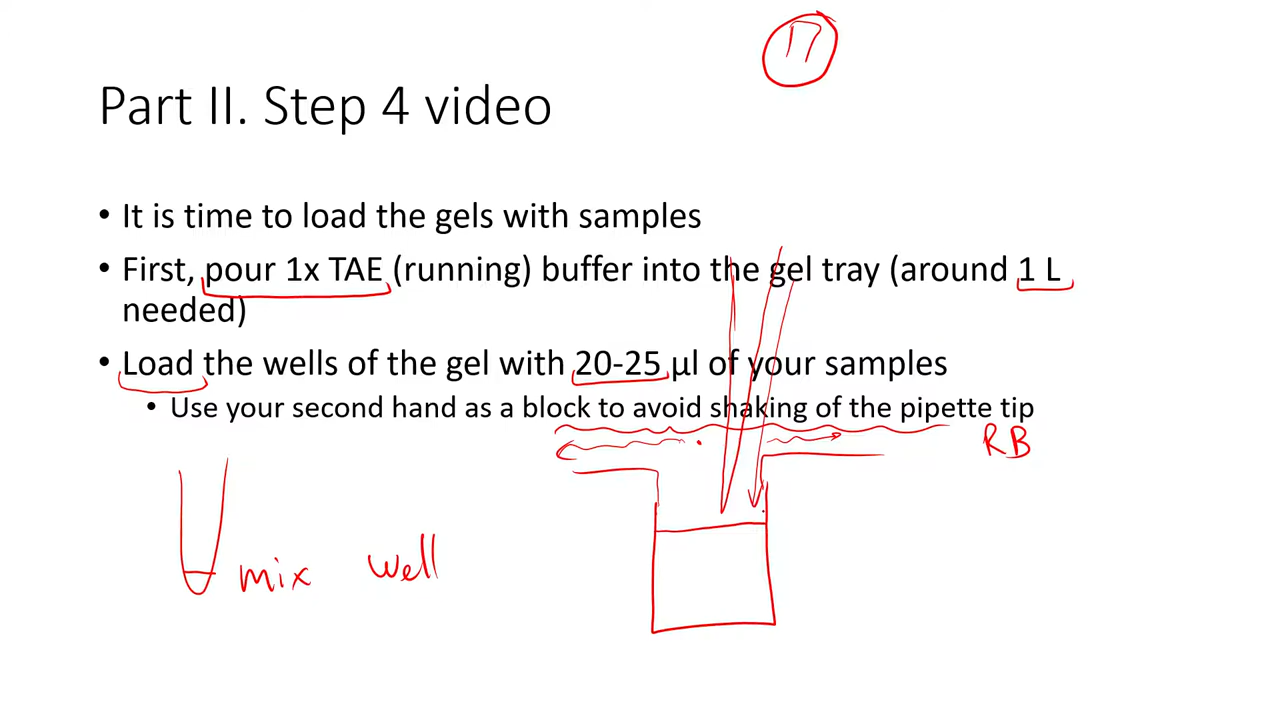 17
Part II. Step 4 video
• It is time to load the gels with samples
• First, pour 1x TAE (running) buffer into the gel tray (around 1 L
needed)
• Load the wells of the gel with 20-25 µl of your samples
• Use your second hand as a block to avoid shaking of the pipette tip
RB
mix well